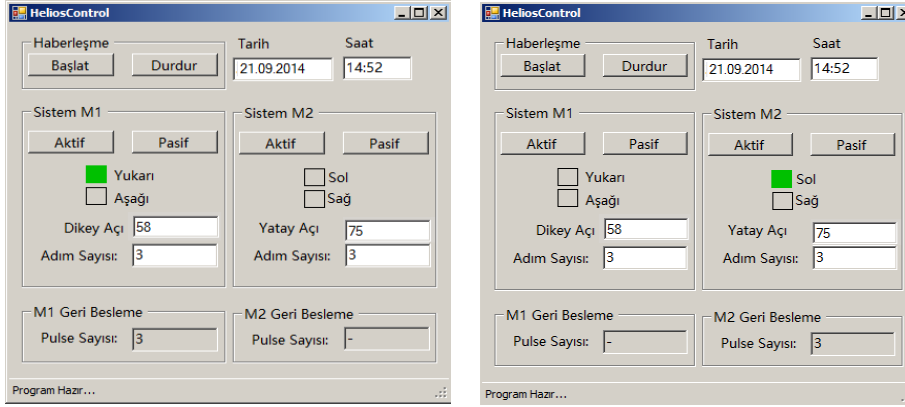 HeliosControl
Haberleşme Tarih Saat
Başlat Durdur 21.09.2014 14:52
Sistem M1 Sistem M2
Aktif Pasif Aktif Pasif
Yukarı Sol
Aşağı Sağ
Dikey Açı 58 Yatay Açı 75
Adım Sayısı: 3 Adım Sayısı: 3
M1 Geri Besleme M2 Geri Besleme
Pulse Sayısı: 3 Pulse Sayısı: -
Program Hazır...
HeliosControl
Haberleşme Tarih Saat
Başlat Durdur 21.09.2014 14:52
Sistem M1 Sistem M2
Aktif Pasif Aktif Pasif
Yukarı Sol
Aşağı Sağ
Dikey Açı 58 Yatay Açı 75
Adım Sayısı: 3 Adım Sayısı: 3
M1 Geri Besleme M2 Geri Besleme
Pulse Sayısı: - Pulse Sayısı: 3
Program Hazır...